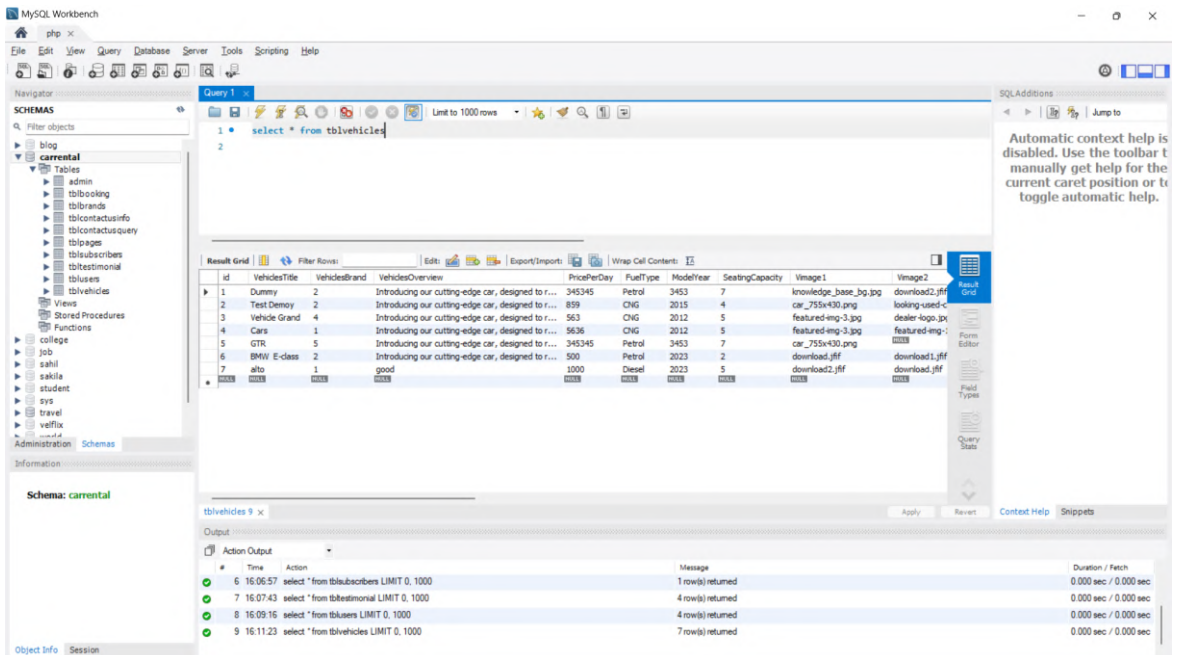 MySQL Workbench
php ×
File Edit View Query Database Server Tools Scripting Help
Navigator
SCHEMAS
Filter objects
blog
carrental
Tables
admin
tblbooking
tblbrands
tblcontactusinfo
tblcontactusquery
tblpages
tblsubscribers
tbltestimonial
tblusers
tblvehicles
Views
Stored Procedures
Functions
college
job
sahil
sakila
student
sys
travel
velflix
world
Administration Schemas
Information
Schema: carrental
Object Info Session
Query 1 ×
Limit to 1000 rows
1 select * from tblvehicles
2
Result Grid Filter Rows: Edit: Export/Import: Wrap Cell Content:
id VehiclesTitle VehiclesBrand VehiclesOverview PricePerDay FuelType ModelYear SeatingCapacity Vimage1 Vimage2
1 Dummy 2 Introducing our cutting-edge car, designed to r... 345345 Petrol 3453 7 knowledge_base_bg.jpg download2.jfif
2 Test Demoy 2 Introducing our cutting-edge car, designed to r... 859 CNG 2015 4 car_755x430.png looking-used-c
3 Vehide Grand 4 Introducing our cutting-edge car, designed to r... 563 CNG 2012 5 featured-img-3.jpg dealer-logo.jpg
4 Cars 1 Introducing our cutting-edge car, designed to r... 5636 CNG 2012 5 featured-img-3.jpg featured-img-
5 GTR 5 Introducing our cutting-edge car, designed to r... 345345 Petrol 3453 7 car_755x430.png NULL
6 BMW E-class 2 Introducing our cutting-edge car, designed to r... 500 Petrol 2023 2 download.jfif download1.jfif
7 alto 1 good 1000 Diesel 2023 5 download2.jfif download.jfif
NULL NULL NULL NULL NULL NULL NULL NULL NULL NULL
Result Grid
Form Editor
Field Types
Query Stats
tblvehicles 9 × Apply Revert
SQLAdditions
Jump to
Automatic context help is
disabled. Use the toolbar t
manually get help for the
current caret position or to
toggle automatic help.
Context Help Snippets
Output
Action Output
# Time Action Message Duration / Fetch
6 16:06:57 select * from tblsubscribers LIMIT 0, 1000 1 row(s) returned 0.000 sec / 0.000 sec
7 16:07:43 select * from tbltestimonial LIMIT 0, 1000 4 row(s) returned 0.000 sec / 0.000 sec
8 16:09:16 select * from tblusers LIMIT 0, 1000 4 row(s) returned 0.000 sec / 0.000 sec
9 16:11:23 select * from tblvehicles LIMIT 0, 1000 7 row(s) returned 0.000 sec / 0.000 sec